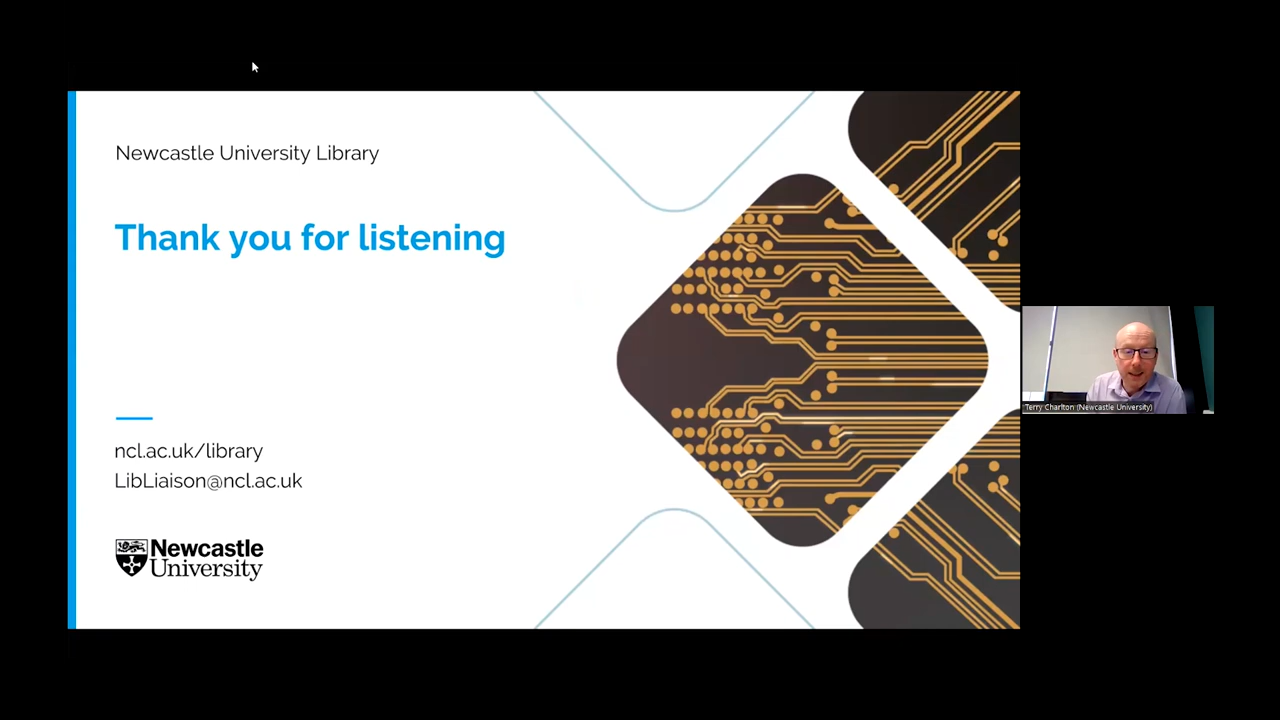 Newcastle University Library
Thank you for listening
ncl.ac.uk/library
LibLiaison@ncl.ac.uk
Newcastle
University
Terry Charlton (Newcastle University)